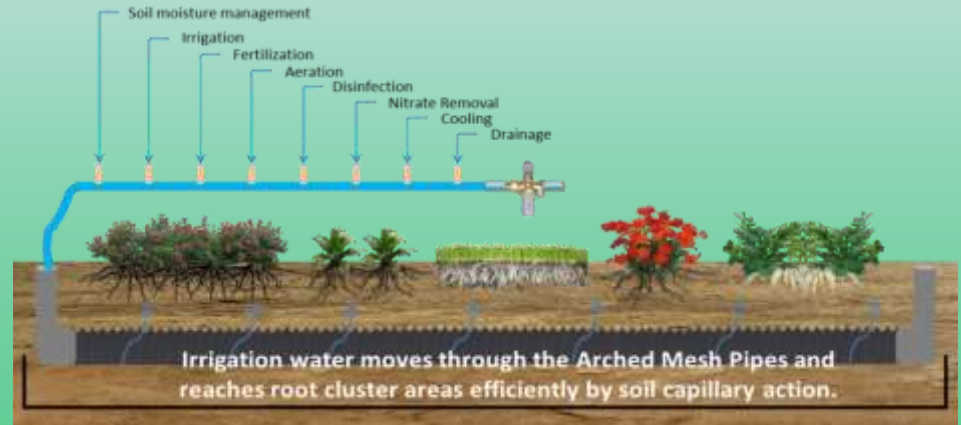 Soil moisture management
Irrigation
Fertilization
Aeration
Disinfection
Nitrate Removal
Cooling
Drainage
Irrigation water moves through the Arched Mesh Pipes and
reaches root cluster areas efficiently by soil capillary action.